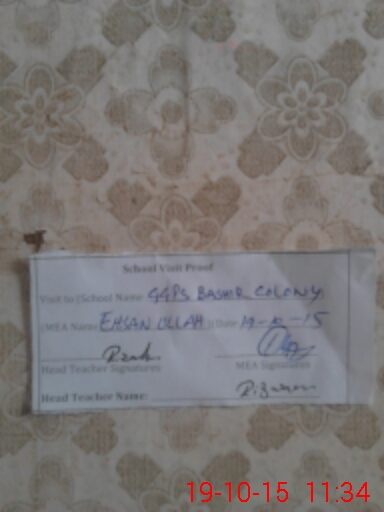 School Visit Proof
Visit to (School Name GGPS BASHIR COLONY
(MEA Name EHSAN ULLAH )(Date 19-10-15
Head Teacher Signatures MEA Signatures
Head Teacher Name:
19-10-15 11:34